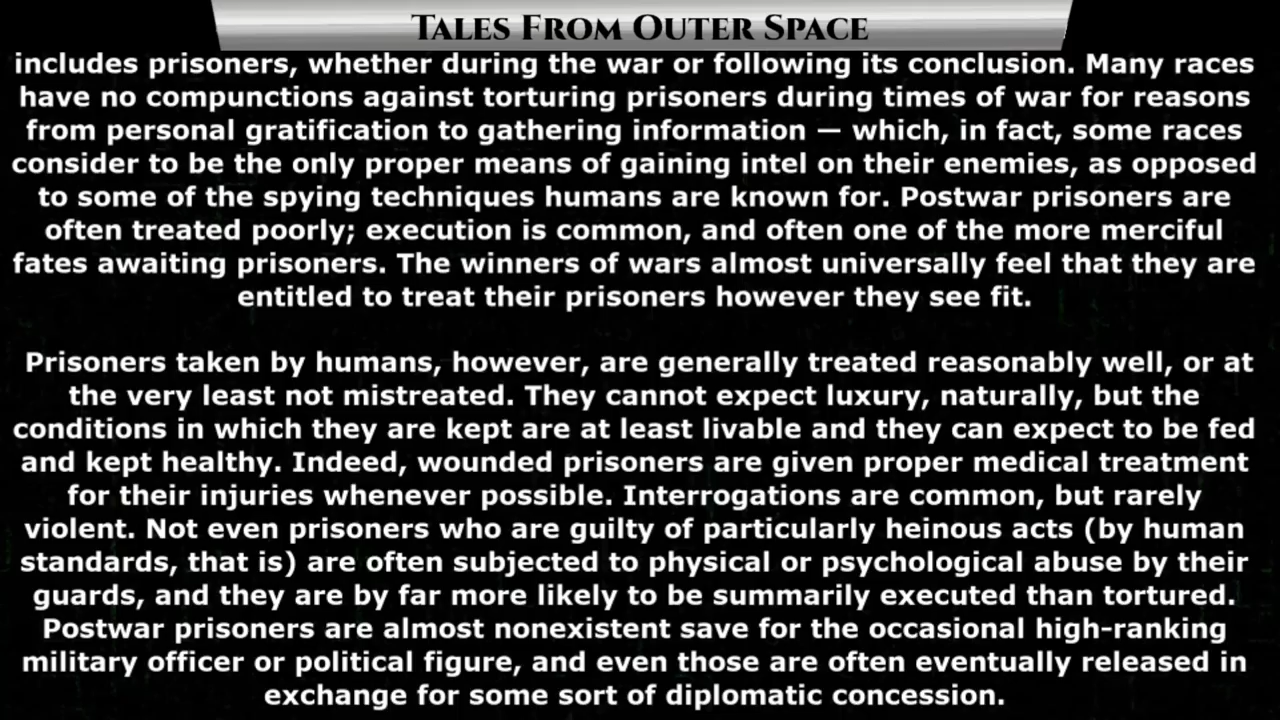 Tales From Outer Space
includes prisoners, whether during the war or following its conclusion. Many races
have no compunctions against torturing prisoners during times of war for reasons
from personal gratification to gathering information — which, in fact, some races
consider to be the only proper means of gaining intel on their enemies, as opposed
to some of the spying techniques humans are known for. Postwar prisoners are
often treated poorly; execution is common, and often one of the more merciful
fates awaiting prisoners. The winners of wars almost universally feel that they are
entitled to treat their prisoners however they see fit.
Prisoners taken by humans, however, are generally treated reasonably well, or at
the very least not mistreated. They cannot expect luxury, naturally, but the
conditions in which they are kept are at least livable and they can expect to be fed
and kept healthy. Indeed, wounded prisoners are given proper medical treatment
for their injuries whenever possible. Interrogations are common, but rarely
violent. Not even prisoners who are guilty of particularly heinous acts (by human
standards, that is) are often subjected to physical or psychological abuse by their
guards, and they are by far more likely to be summarily executed than tortured.
Postwar prisoners are almost nonexistent save for the occasional high-ranking
military officer or political figure, and even those are often eventually released in
exchange for some sort of diplomatic concession.